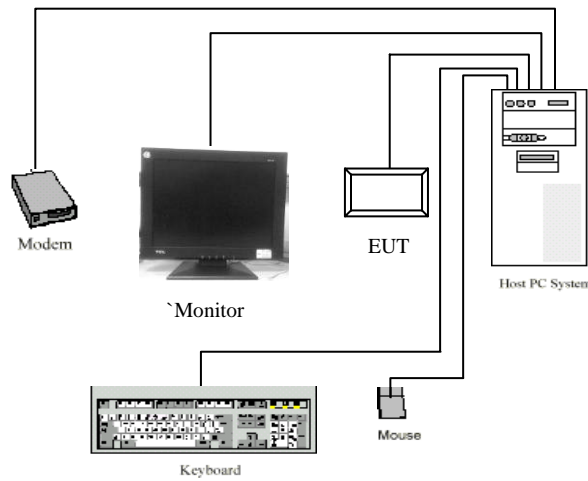 Modem
EUT
Host PC System
`Monitor
Mouse
Keyboard